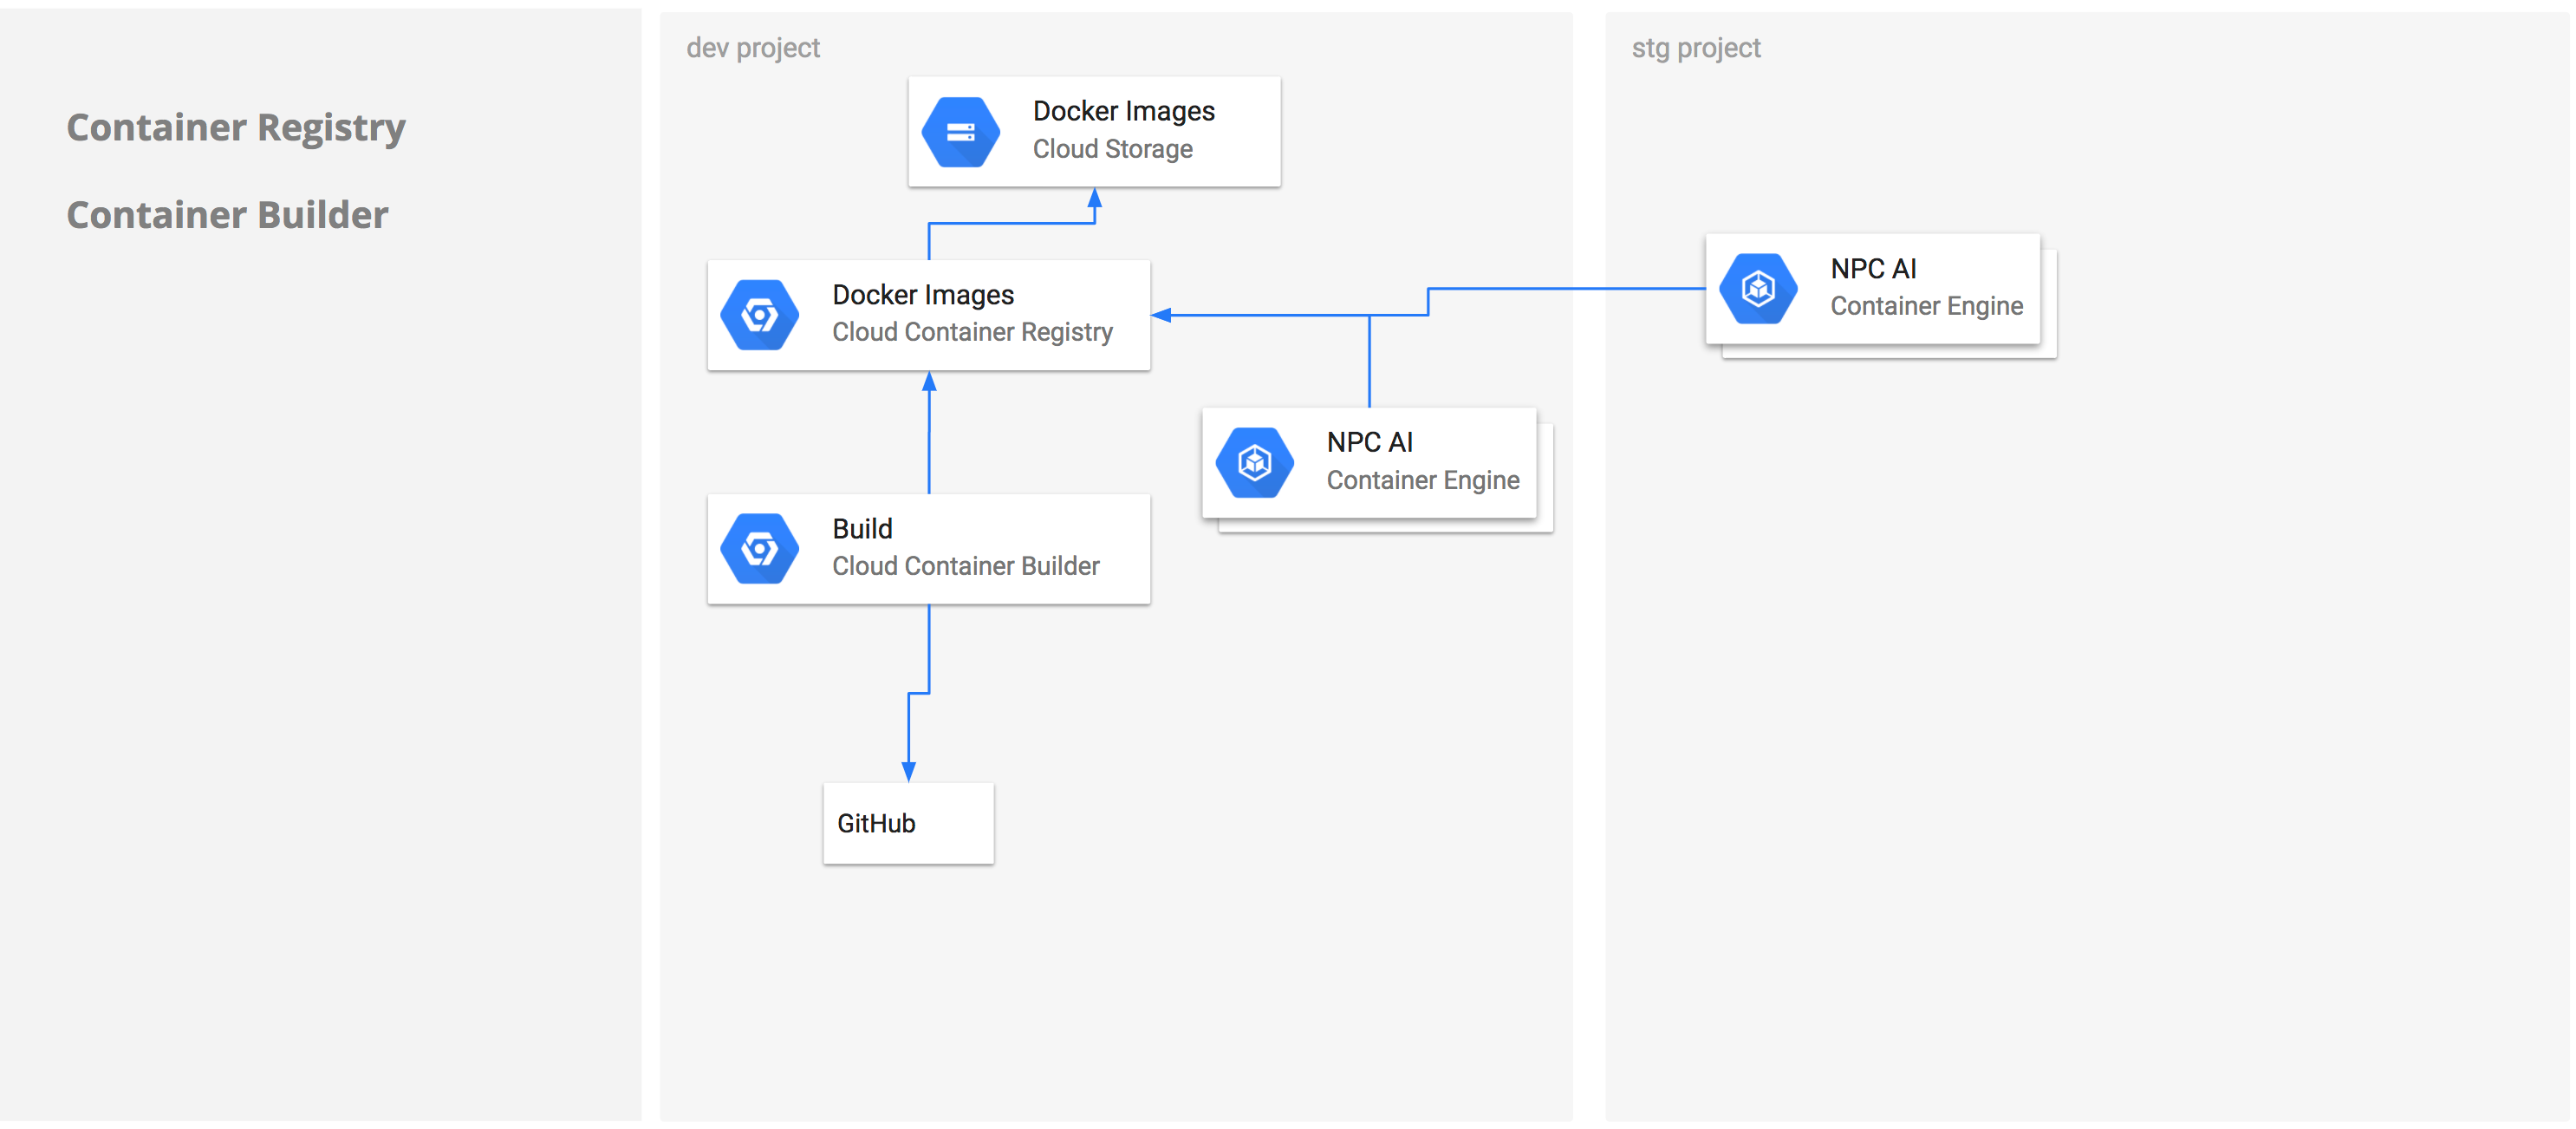 Container Registry
Container Builder
dev project
Docker Images
Cloud Storage
Docker Images
Cloud Container Registry
NPC AI
Container Engine
Build
Cloud Container Builder
GitHub
stg project
NPC AI
Container Engine